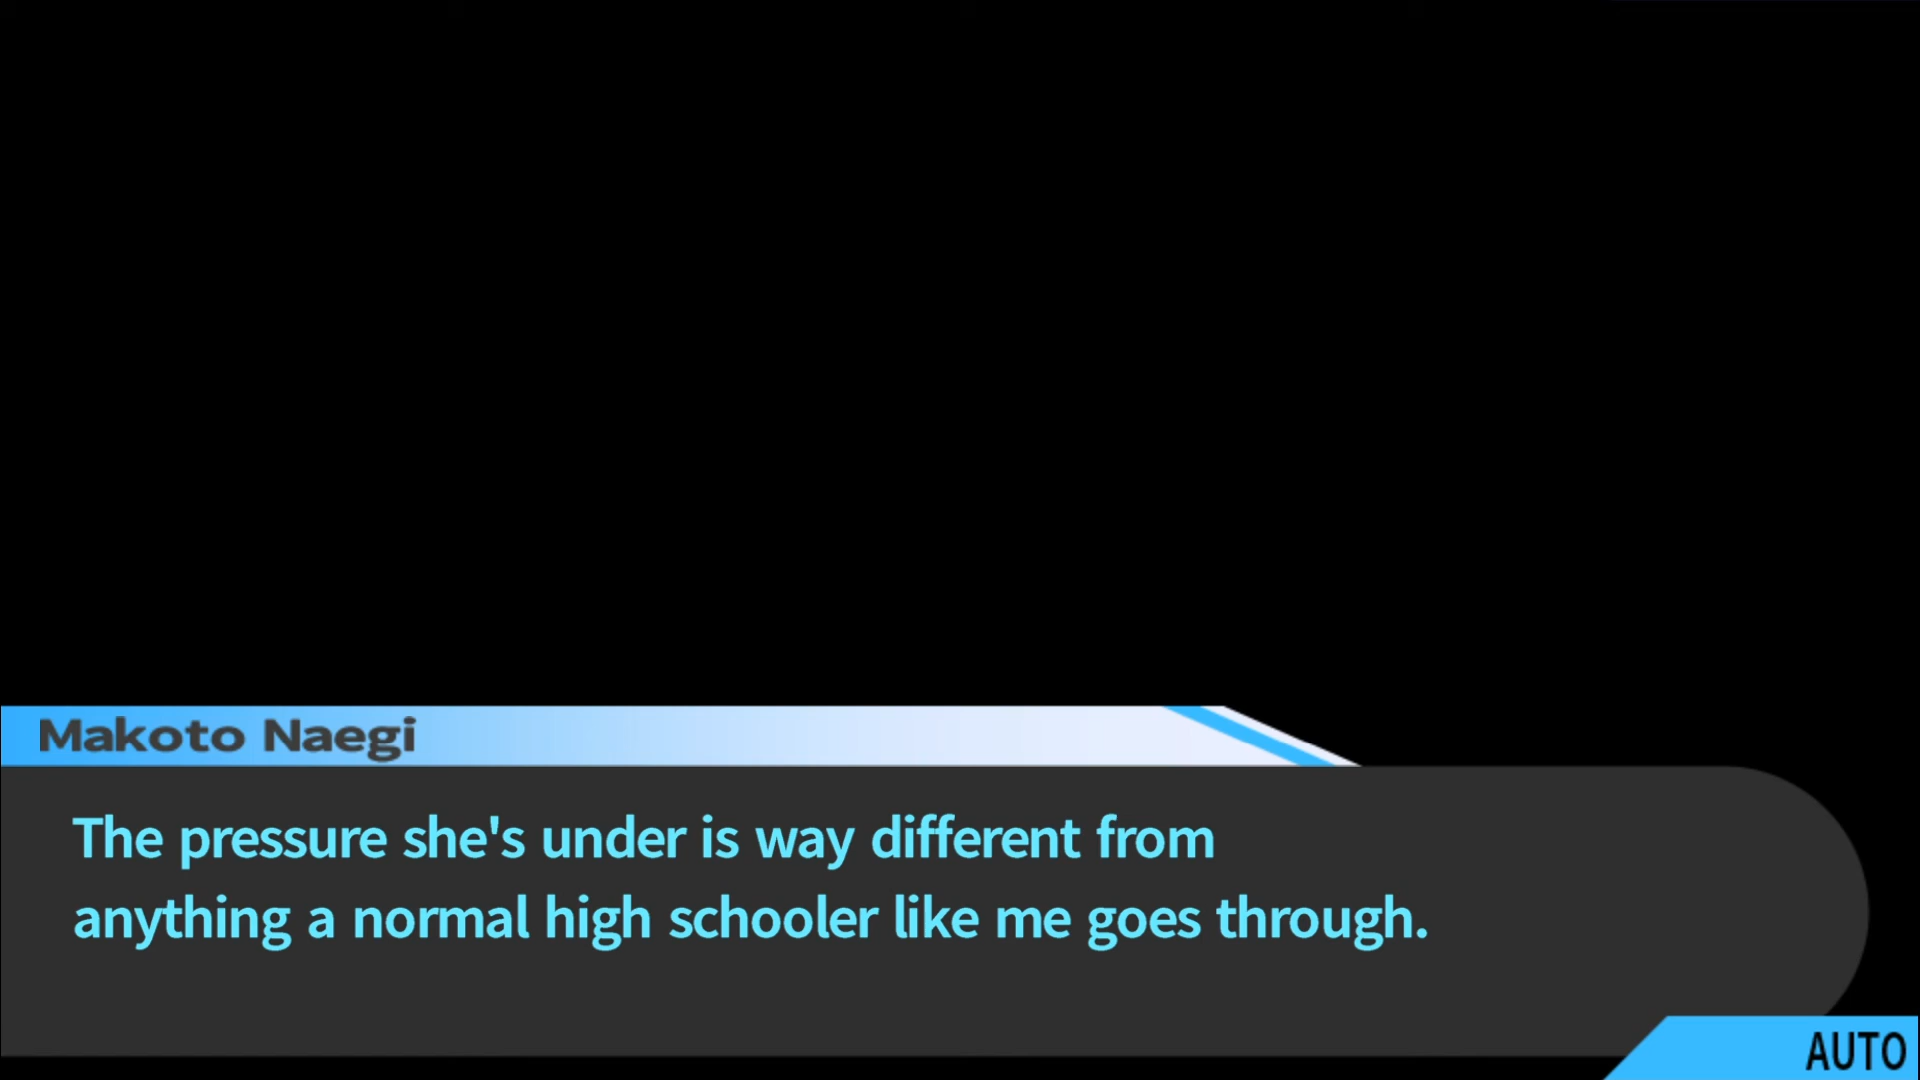 Makoto Naegi
The pressure she's under is way different from
anything a normal high schooler like me goes through.
AUTO